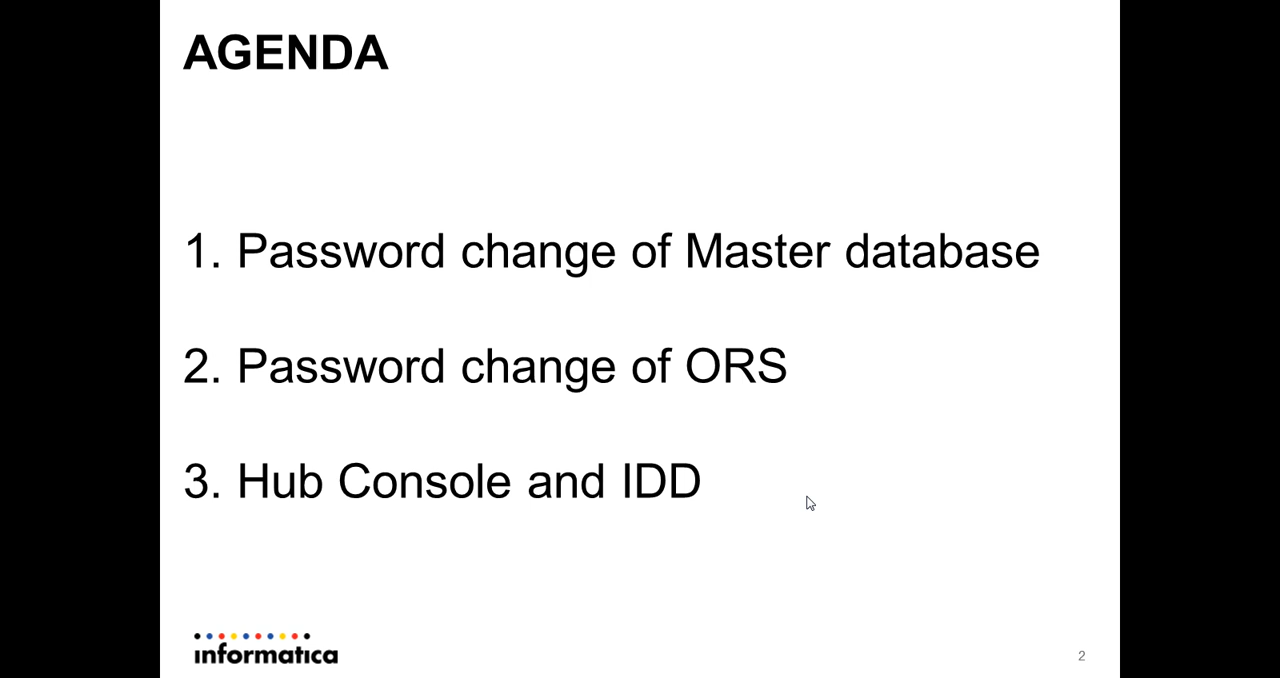 AGENDA
1. Password change of Master database
2. Password change of ORS
3. Hub Console and IDD
informatica
2